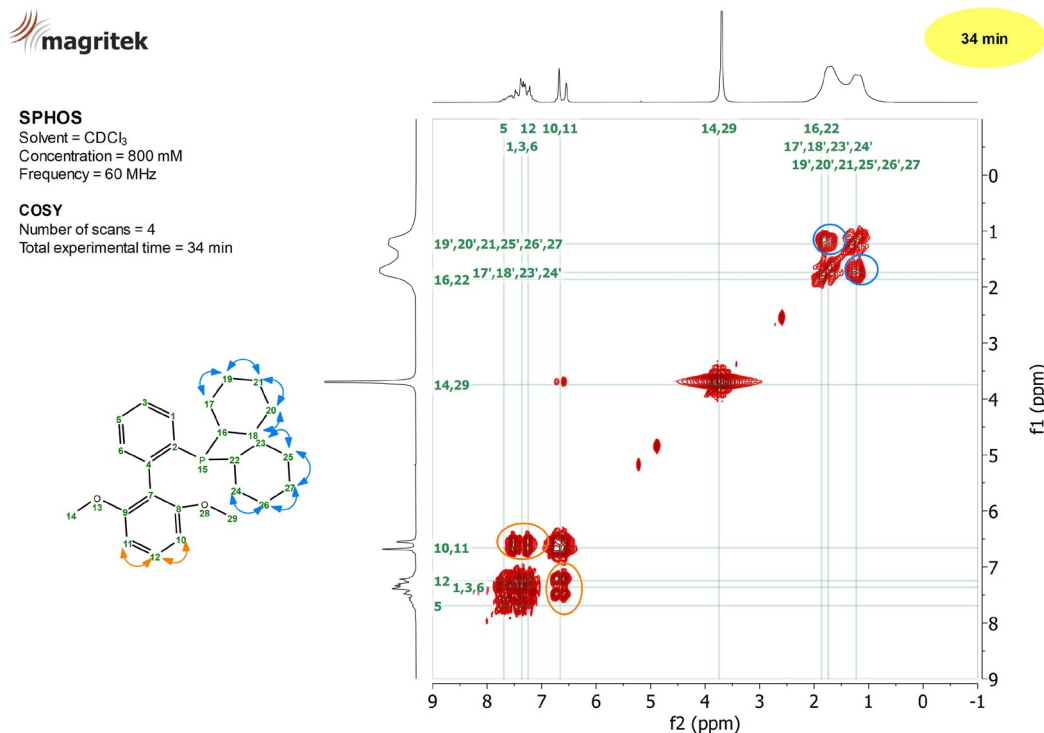 magritek
34 min
SPHOS
Solvent = CDCl₃
Concentration = 800 mM
Frequency = 60 MHz
COSY
Number of scans = 4
Total experimental time = 34 min
5 12 10,11 14,29 16,22
1,3,6 17',18',23',24'
19',20',21,25',26',27
19',20',21,25',26',27
16,22 17',18',23',24'
14,29
10,11
12 1,3,6
5
0
1
2
3
4
5
6
7
8
9
f1 (ppm)
9 8 7 6 5 4 3 2 1 0 -1
f2 (ppm)
19
21
17
20
3
1
5
16
18
2
23
6
25
P
15
22
4
24
27
26
7
O
13
O
28
14
9
8
29
11
10
12